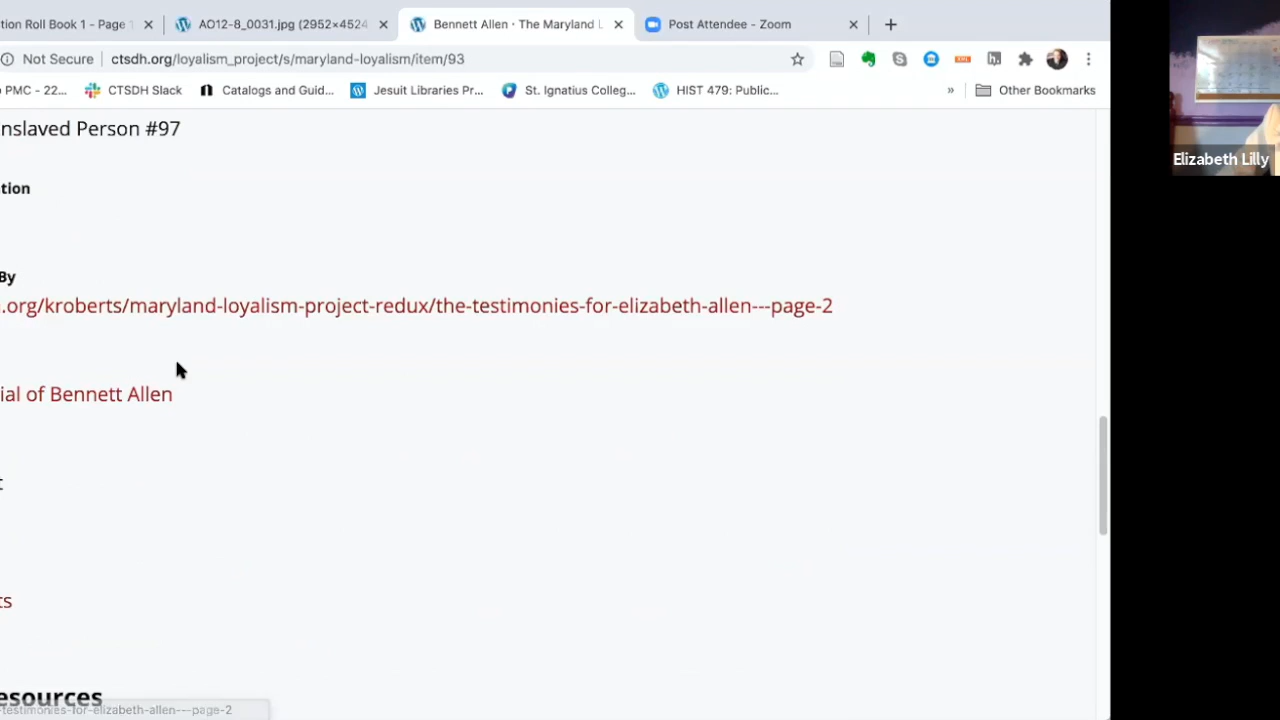 tion Roll Book 1 - Page 1
AO12-8_0031.jpg (2952×4524
Bennett Allen · The Maryland L
Post Attendee - Zoom
Not Secure
ctsdh.org/loyalism_project/s/maryland-loyalism/item/93
PMC - 22...
CTSDH Slack
Catalogs and Guid...
Jesuit Libraries Pr...
St. Ignatius Colleg...
HIST 479: Public...
»
Other Bookmarks
Elizabeth Lilly
nslaved Person #97
tion
By
.org/kroberts/maryland-loyalism-project-redux/the-testimonies-for-elizabeth-allen---page-2
ial of Bennett Allen
t
ts
esources
-testimonies-for-elizabeth-allen---page-2